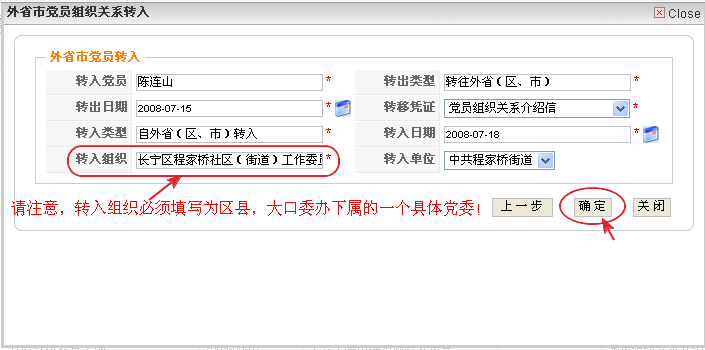 外省市党员组织关系转入 Close
外省市党员转入
转入党员 陈连山 * 转出类型 转往外省（区、市） *
转出日期 2008-07-15 * 转移凭证 党员组织关系介绍信 *
转入类型 自外省（区、市）转入 转入日期 2008-07-18 *
转入组织 长宁区程家桥社区（街道）工作委 * 转入单位 中共程家桥街道
请注意，转入组织必须填写为区县，大口委办下属的一个具体党委！ 上一步 确定 关闭